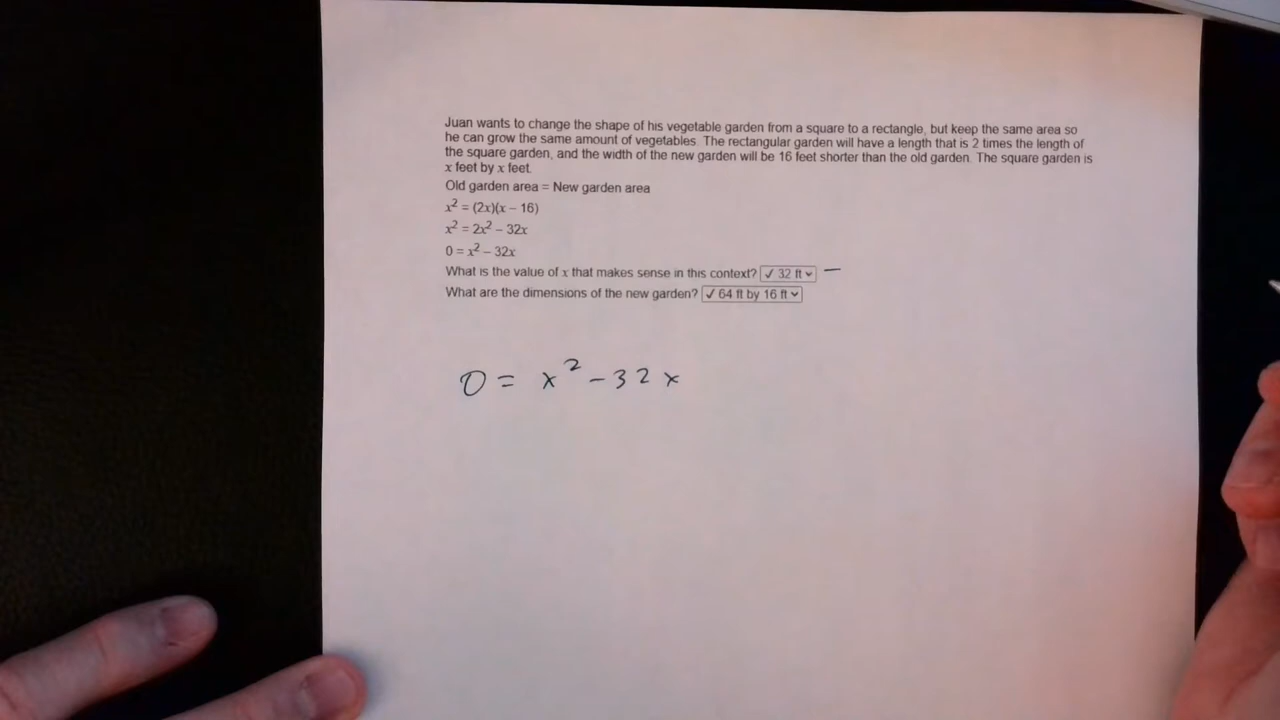 Juan wants to change the shape of his vegetable garden from a square to a rectangle, but keep the same area so
he can grow the same amount of vegetables. The rectangular garden will have a length that is 2 times the length of
the square garden, and the width of the new garden will be 16 feet shorter than the old garden. The square garden is
x feet by x feet.
Old garden area = New garden area
x² = (2x)(x – 16)
x² = 2x² – 32x
0 = x² – 32x
What is the value of x that makes sense in this context? ✓ 32 ft
What are the dimensions of the new garden? ✓ 64 ft by 16 ft
0 = x² - 32x